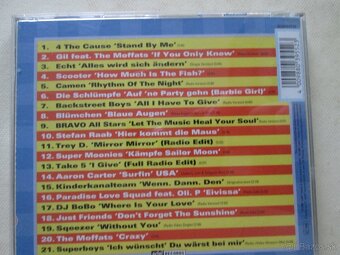 1. 4 The Cause 'Stand By Me'
2. Gil feat. The Moffats 'If You Only Knew'
3. Echt 'Alles wird sich ändern'
4. Scooter 'How Much Is The Fish?'
5. Camen 'Rhythm Of The Night'
6. Die Schlümpfe 'Auf 'ne Party gehn (Barbie Girl)'
7. Backstreet Boys 'All I Have To Give'
8. Blümchen 'Blaue Augen'
9. BRAVO All Stars 'Let The Music Heal Your Soul'
10. Stefan Raab 'Hier kommt die Maus'
11. Trey D. 'Mirror Mirror' (Radio Edit)
12. Super Moonies 'Kämpfe Sailor Moon'
13. Take 5 'I Give' (Full Radio Edit)
14. Aaron Carter 'Surfin' USA'
15. Kinderkanalteam 'Wenn. Dann. Den'
16. Paradise Love Squad feat. Oli. P 'Eivissa'
17. DJ BoBo 'Where Is Your Love'
18. Just Friends 'Don't Forget The Sunshine'
19. Sqeezer 'Without You'
20. The Moffats 'Crazy'
21. Superboys 'Ich wünscht' Du wärst bei mir'